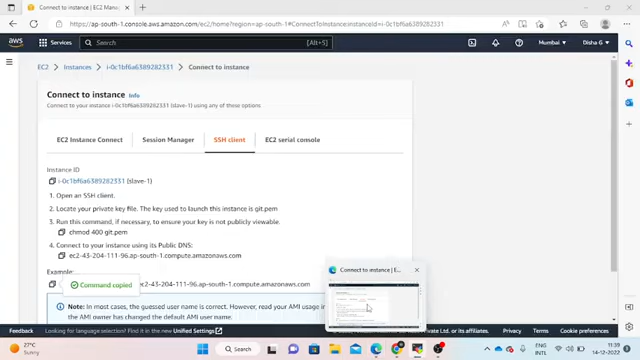 Connect to instance | EC2 Manag
https://ap-south-1.console.aws.amazon.com/ec2/home?region=ap-south-1#ConnectToInstance:instanceId=i-0c1bf6a6389282331
aws
Services
Search
[Alt+S]
Mumbai
Disha G
EC2
Instances
i-0c1bf6a6389282331
Connect to instance
Connect to instance Info
Connect to your instance i-0c1bf6a6389282331 (slave-1) using any of these options
EC2 Instance Connect
Session Manager
SSH client
EC2 serial console
Instance ID
i-0c1bf6a6389282331 (slave-1)
1. Open an SSH client.
2. Locate your private key file. The key used to launch this instance is git.pem
3. Run this command, if necessary, to ensure your key is not publicly viewable.
chmod 400 git.pem
4. Connect to your instance using its Public DNS:
ec2-43-204-111-96.ap-south-1.compute.amazonaws.com
Connect to instance | E...
Example:
Command copied
ec2-43-204-111-96.ap-south-1.compute.amazonaws.com
Note: In most cases, the guessed user name is correct. However, read your AMI usage in
the AMI owner has changed the default AMI user name.
Feedback
Looking for language selection? Find it in the new Unified Settings
Privacy
Terms
Cookie preferences
27°C
Sunny
Search
ENG
INTL
11:39
14-12-2022